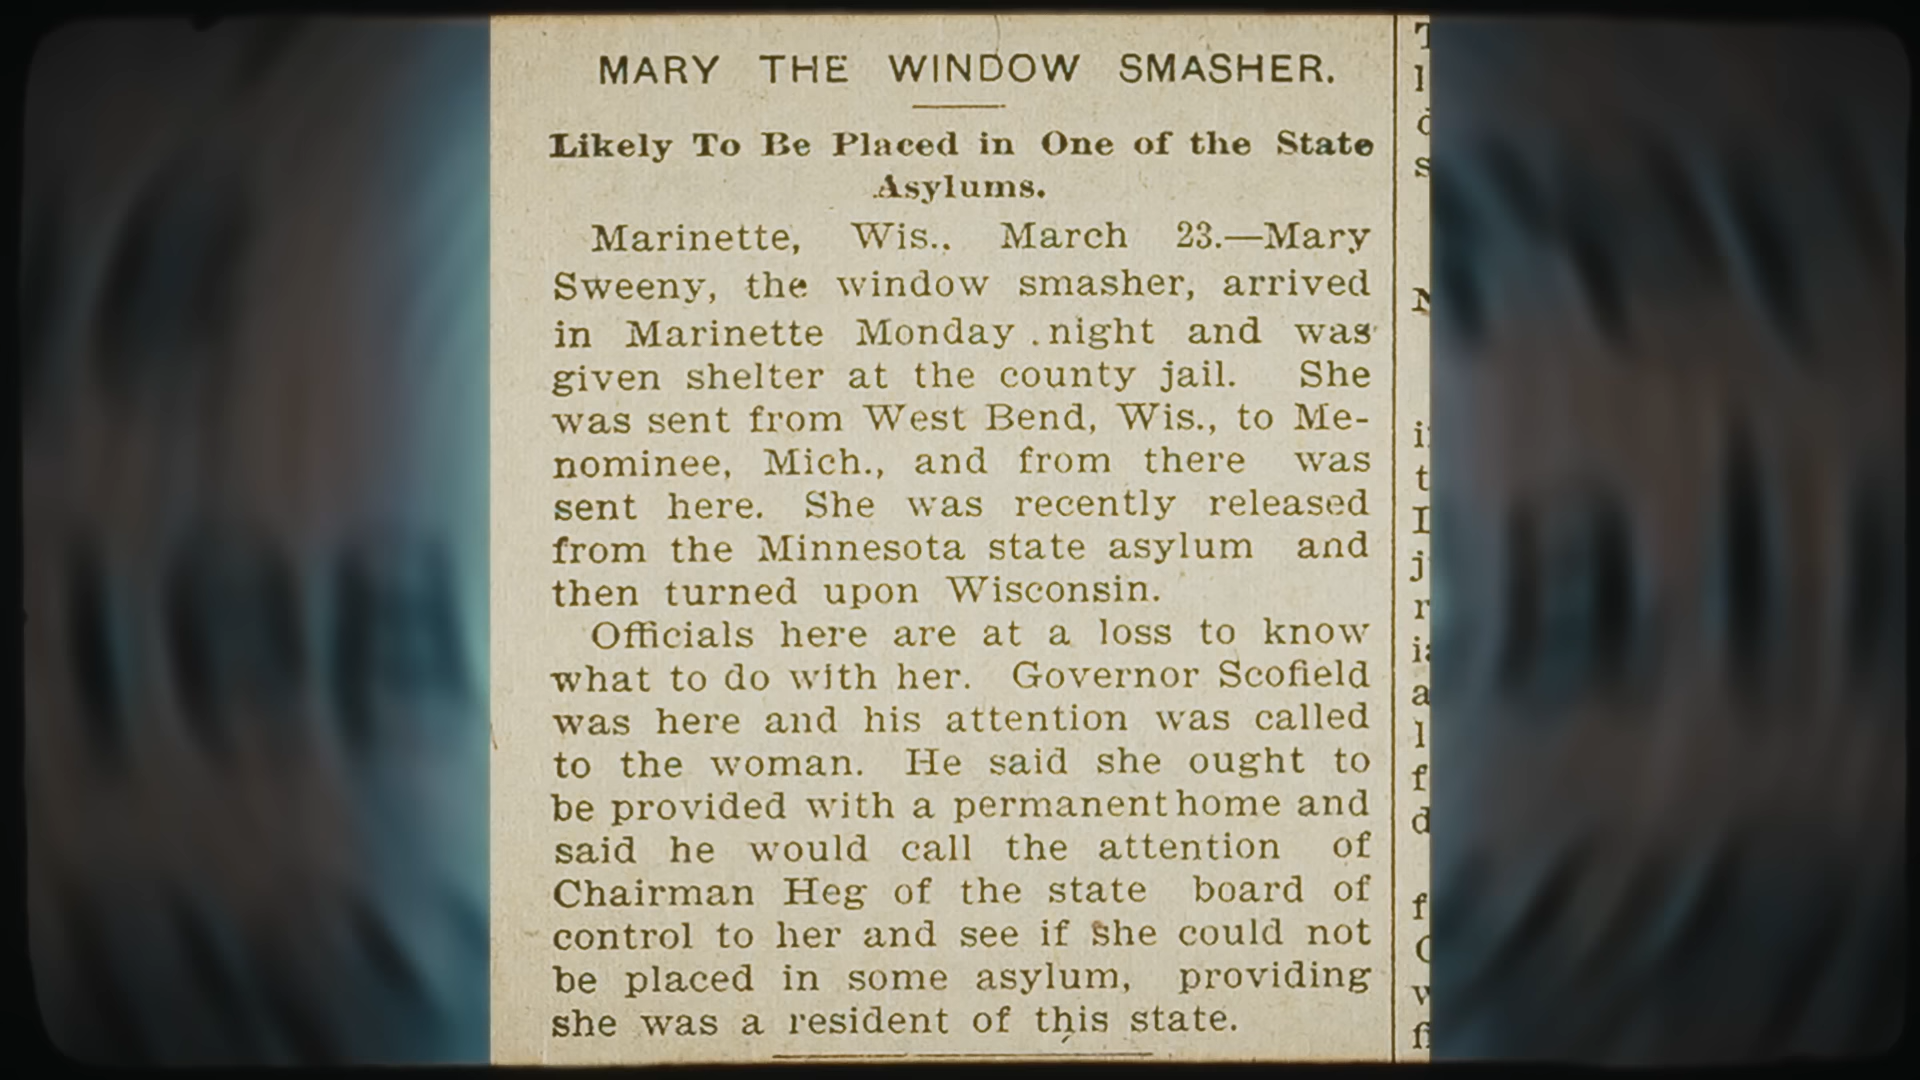 MARY THE WINDOW SMASHER.
Likely To Be Placed in One of the State
Asylums.
Marinette, Wis., March 23.—Mary
Sweeny, the window smasher, arrived
in Marinette Monday night and was
given shelter at the county jail. She
was sent from West Bend, Wis., to Me-
nominee, Mich., and from there was
sent here. She was recently released
from the Minnesota state asylum and
then turned upon Wisconsin.
Officials here are at a loss to know
what to do with her. Governor Scofield
was here and his attention was called
to the woman. He said she ought to
be provided with a permanent home and
said he would call the attention of
Chairman Heg of the state board of
control to her and see if she could not
be placed in some asylum, providing
she was a resident of this state.